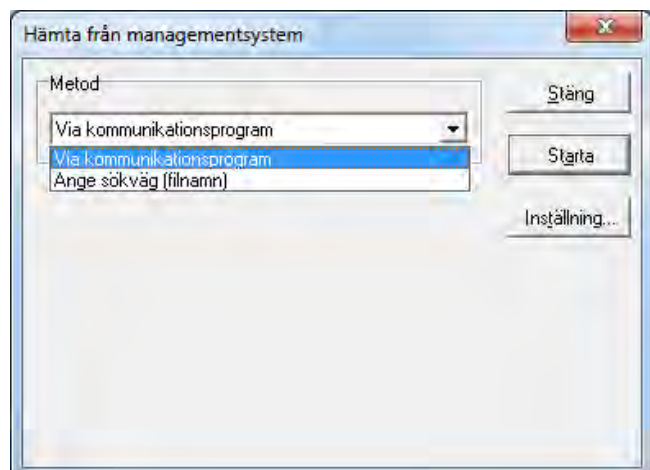 Hämta från managementsystem
Metod
Via kommunikationsprogram
Via kommunikationsprogram
Ange sökväg (filnamn)
Stäng
Starta
Inställning...